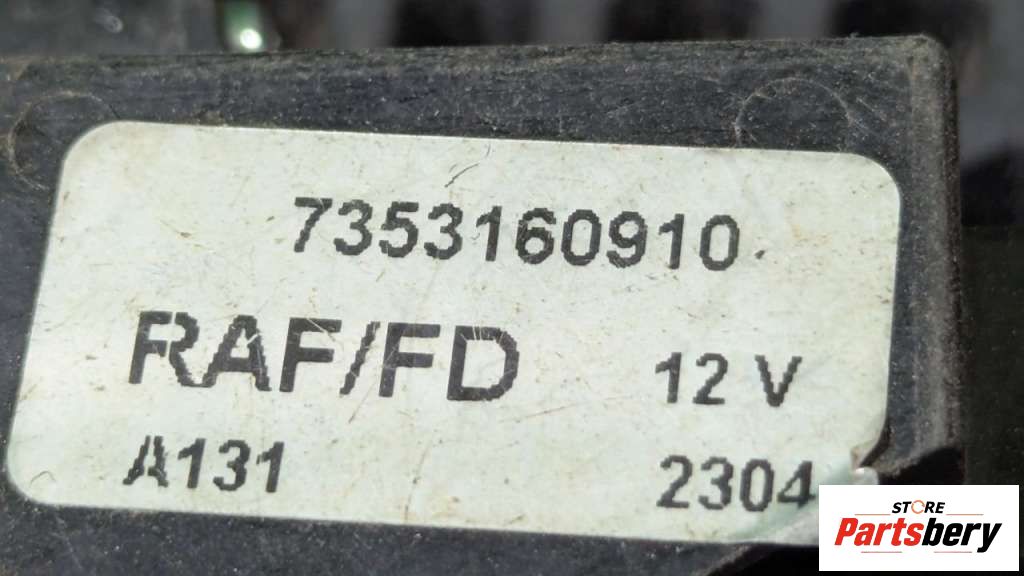 7353160910
RAF/FD 12 V
A131 2304
STORE
Partsbery